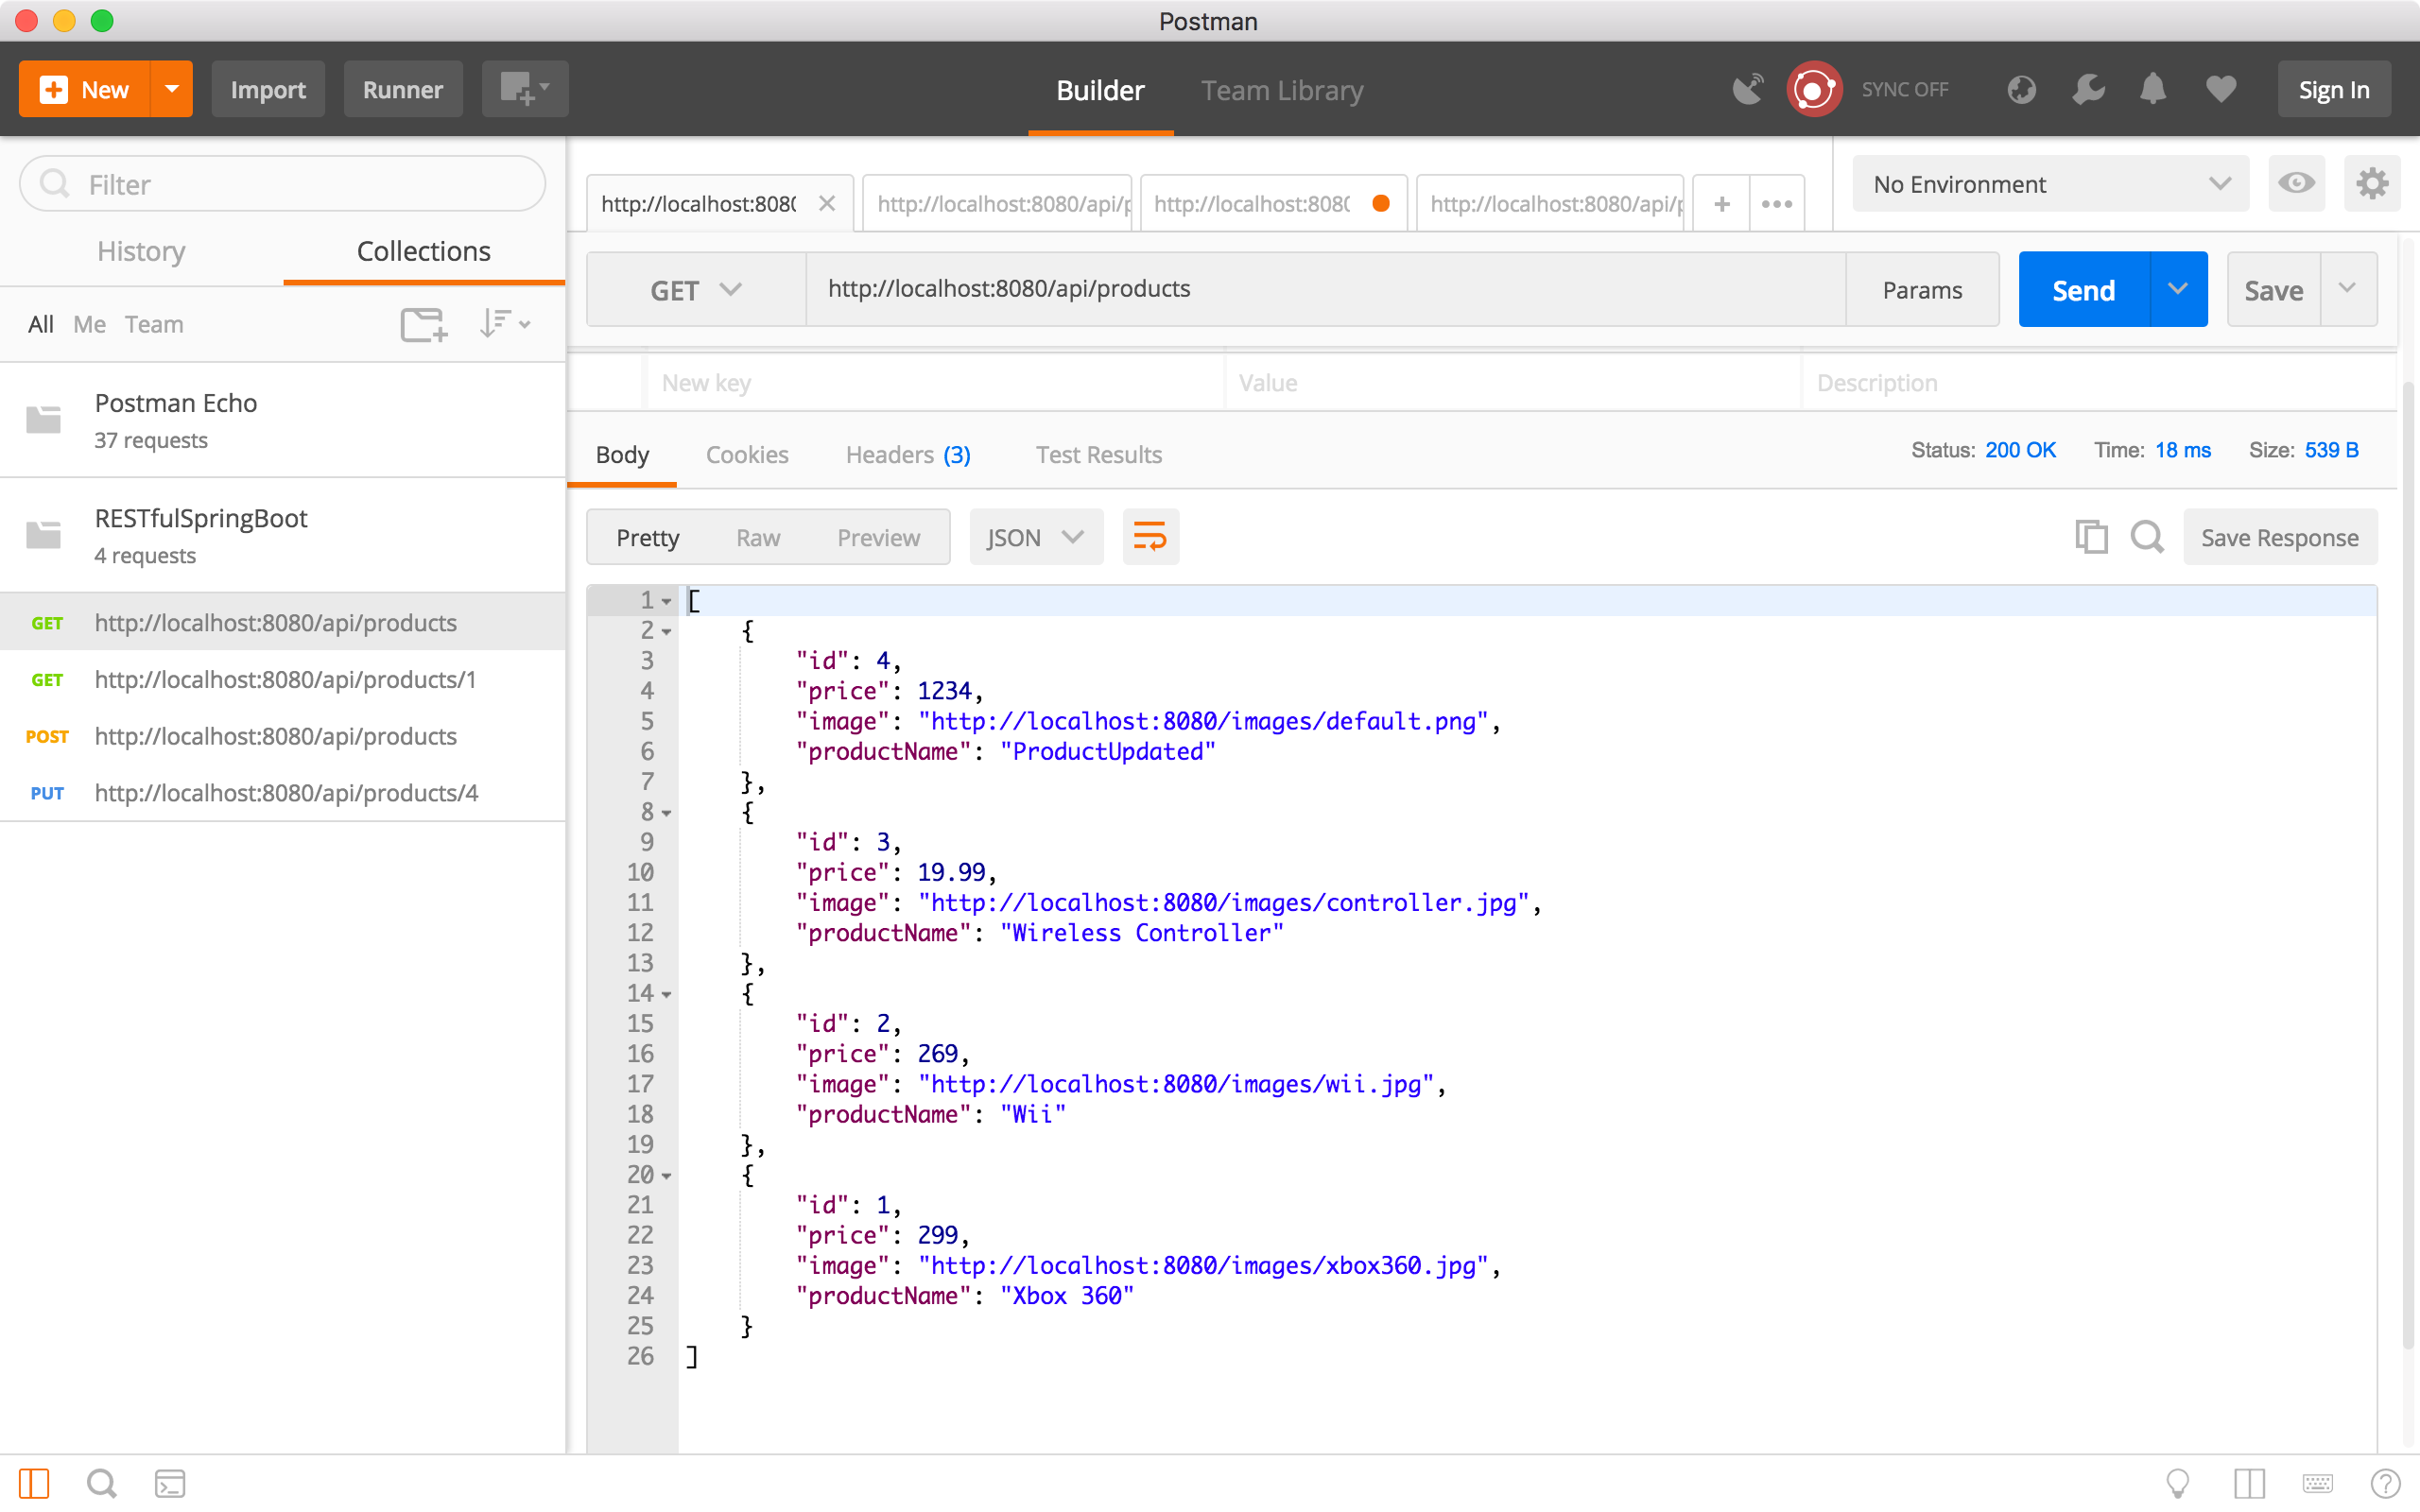 Postman
New
Import
Runner
Builder
Team Library
SYNC OFF
Sign In
Filter
History
Collections
All Me Team
Postman Echo
37 requests
RESTfulSpringBoot
4 requests
GET http://localhost:8080/api/products
GET http://localhost:8080/api/products/1
POST http://localhost:8080/api/products
PUT http://localhost:8080/api/products/4
http://localhost:8080
http://localhost:8080/api/p
http://localhost:8080
http://localhost:8080/api/p
No Environment
GET
http://localhost:8080/api/products
Params
Send
Save
New key
Value
Description
Body
Cookies
Headers (3)
Test Results
Status: 200 OK
Time: 18 ms
Size: 539 B
Pretty
Raw
Preview
JSON
Save Response
1 [
2 {
3 "id": 4,
4 "price": 1234,
5 "image": "http://localhost:8080/images/default.png",
6 "productName": "ProductUpdated"
7 },
8 {
9 "id": 3,
10 "price": 19.99,
11 "image": "http://localhost:8080/images/controller.jpg",
12 "productName": "Wireless Controller"
13 },
14 {
15 "id": 2,
16 "price": 269,
17 "image": "http://localhost:8080/images/wii.jpg",
18 "productName": "Wii"
19 },
20 {
21 "id": 1,
22 "price": 299,
23 "image": "http://localhost:8080/images/xbox360.jpg",
24 "productName": "Xbox 360"
25 }
26 ]